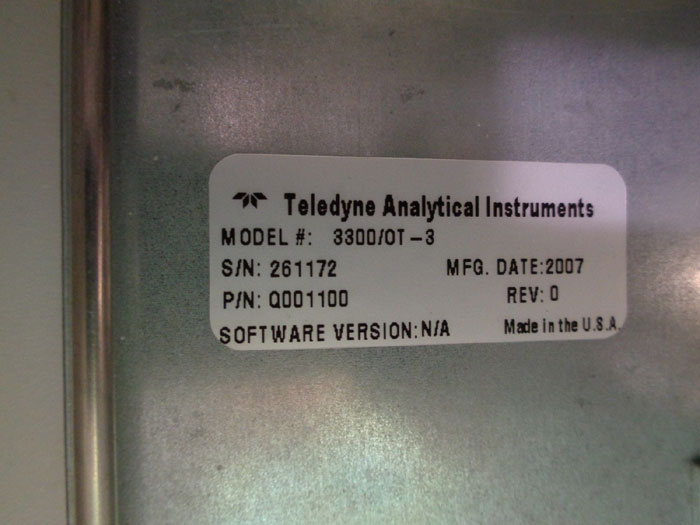 Teledyne Analytical Instruments
MODEL #: 3300/OT-3
S/N: 261172 MFG. DATE:2007
P/N: Q001100 REV: 0
SOFTWARE VERSION:N/A Made in the U.S.A.